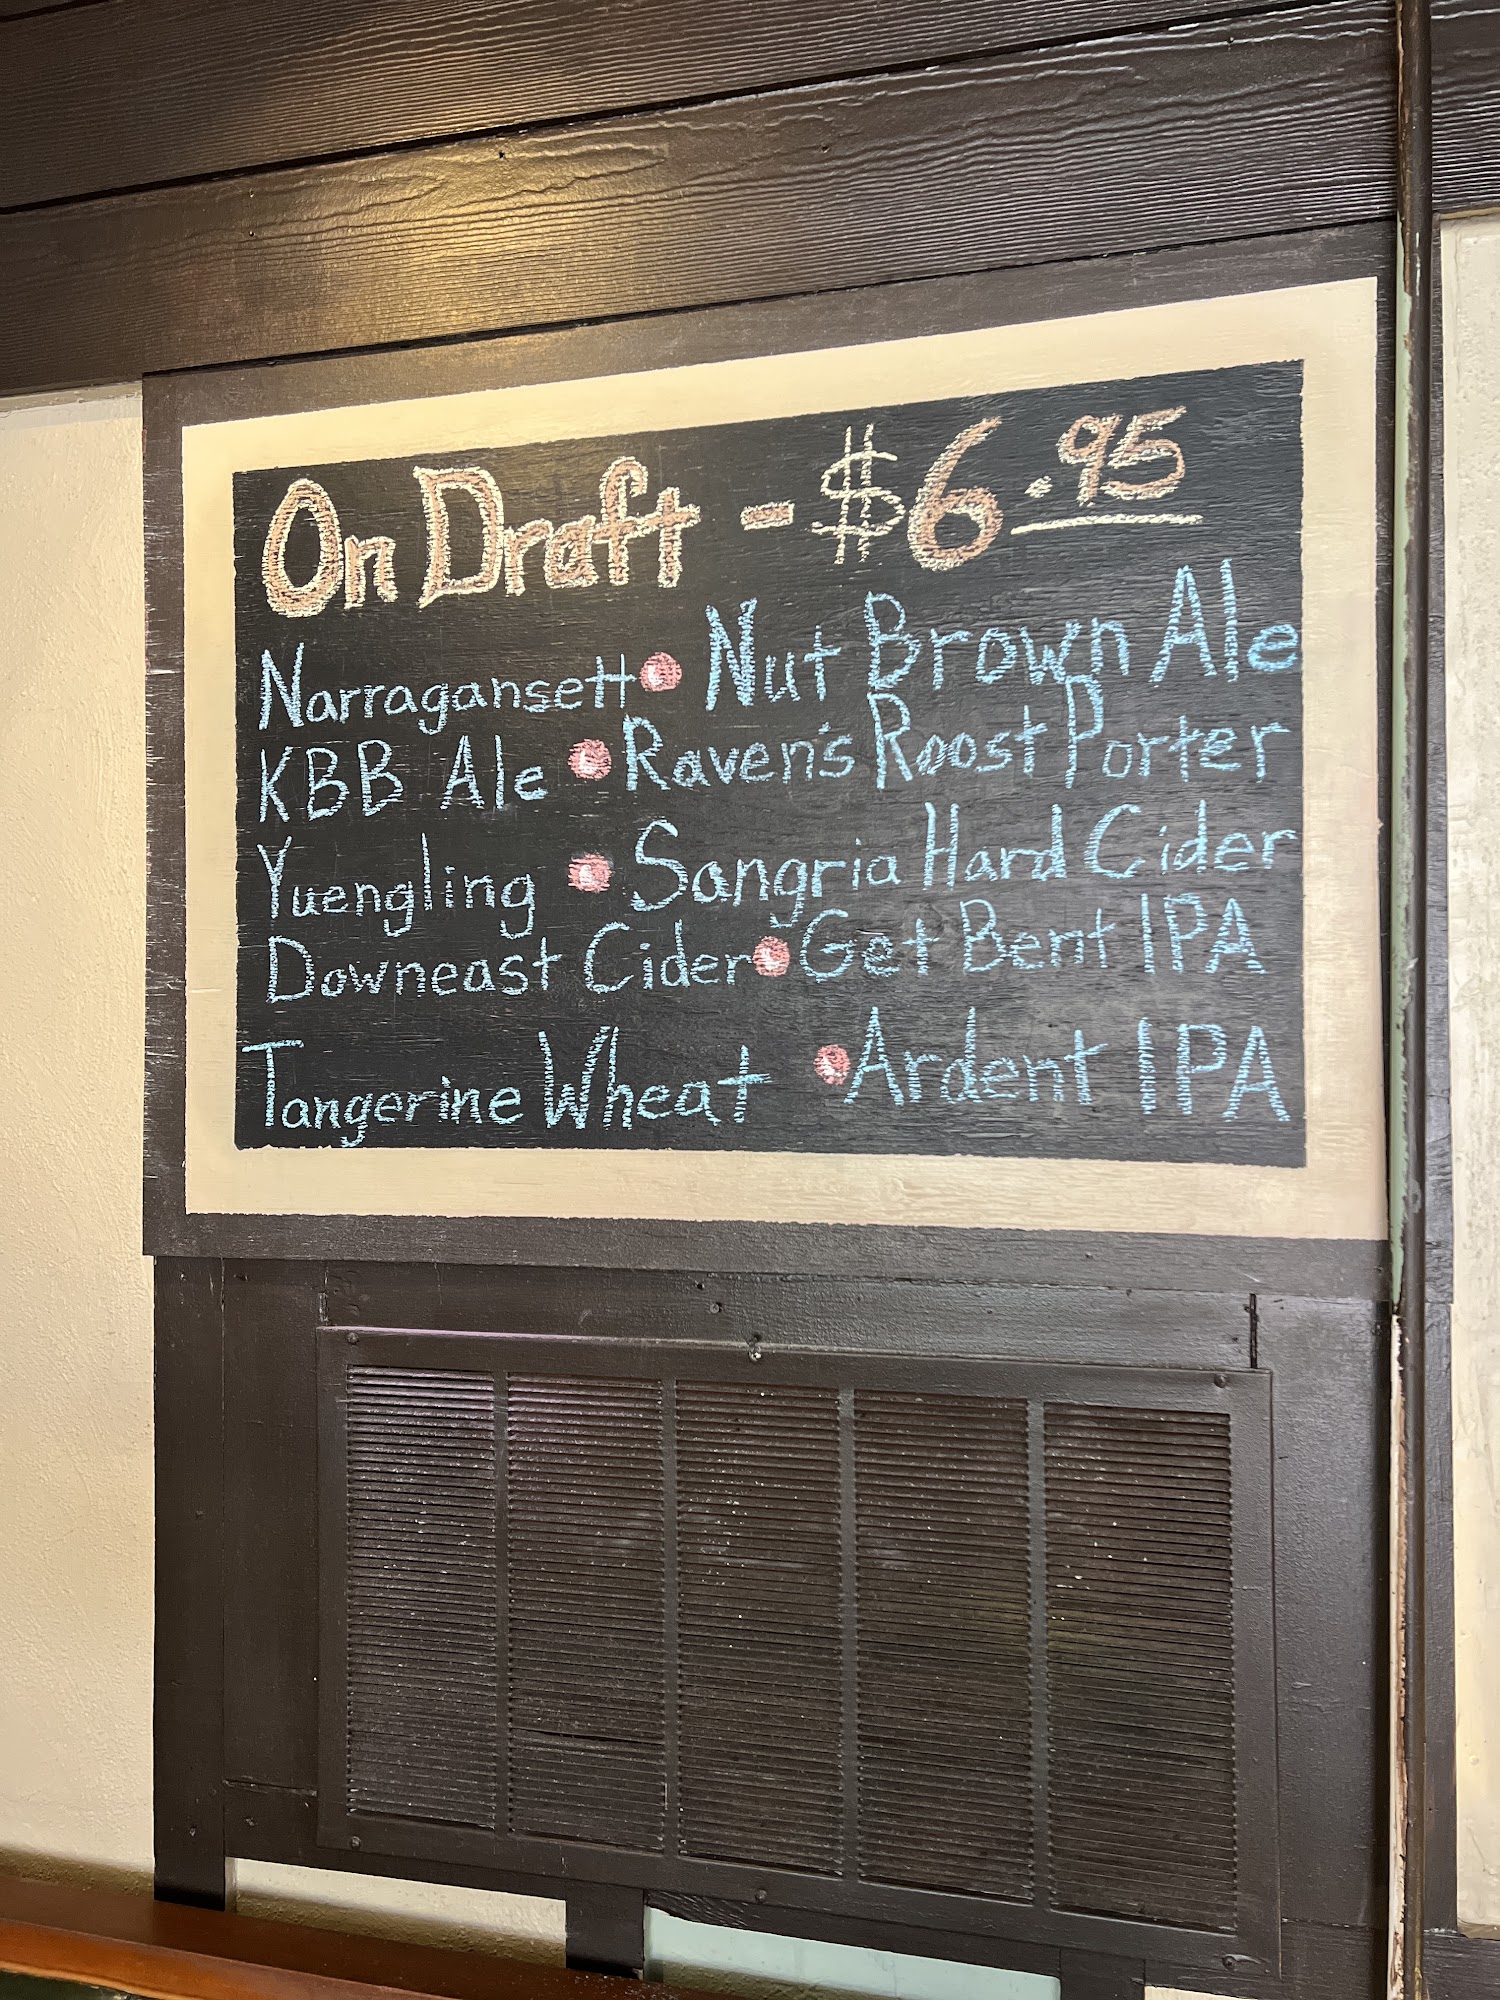 On Draft - $6.95
Narragansett • Nut Brown Ale
KBB Ale • Raven's Roost Porter
Yuengling • Sangria Hard Cider
Downeast Cider • Get Bent IPA
Tangerine Wheat • Ardent IPA